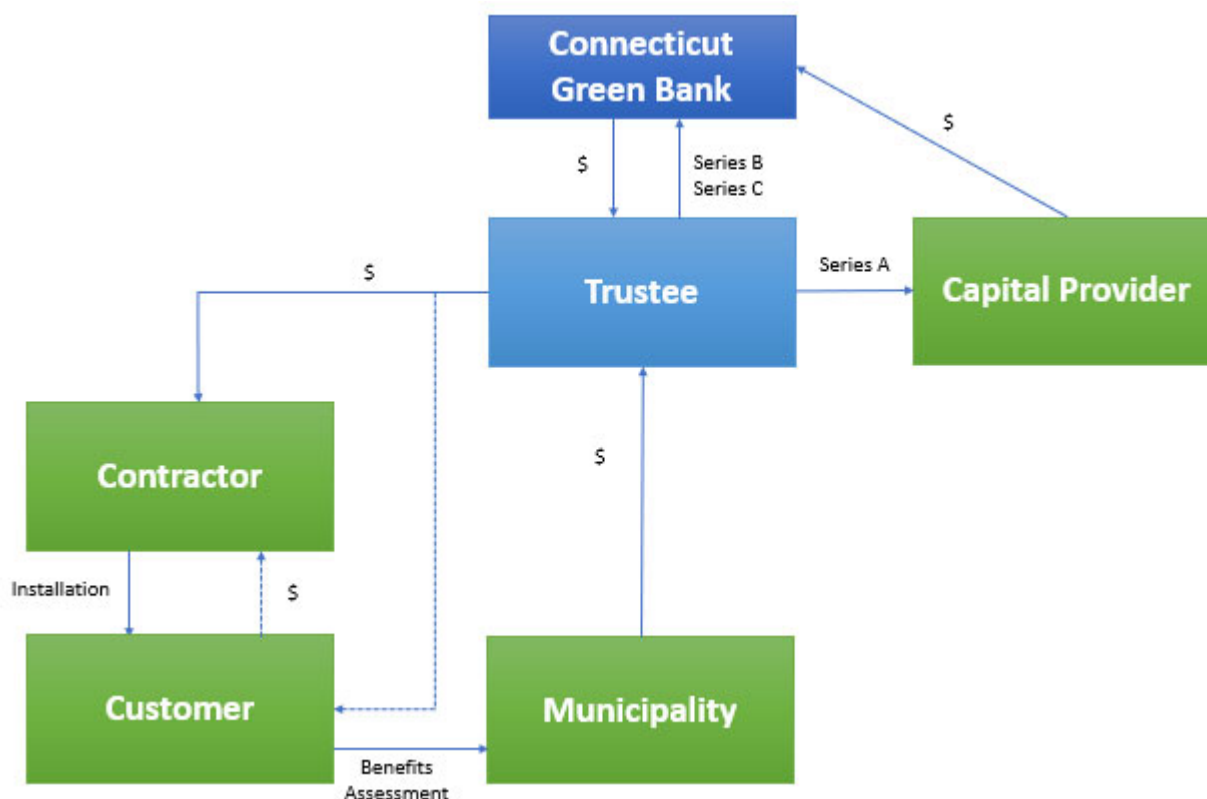 Connecticut
Green Bank
$
$
Series B
Series C
$
Trustee
Series A
Capital Provider
Contractor
$
Installation
$
Customer
Municipality
Benefits
Assessment